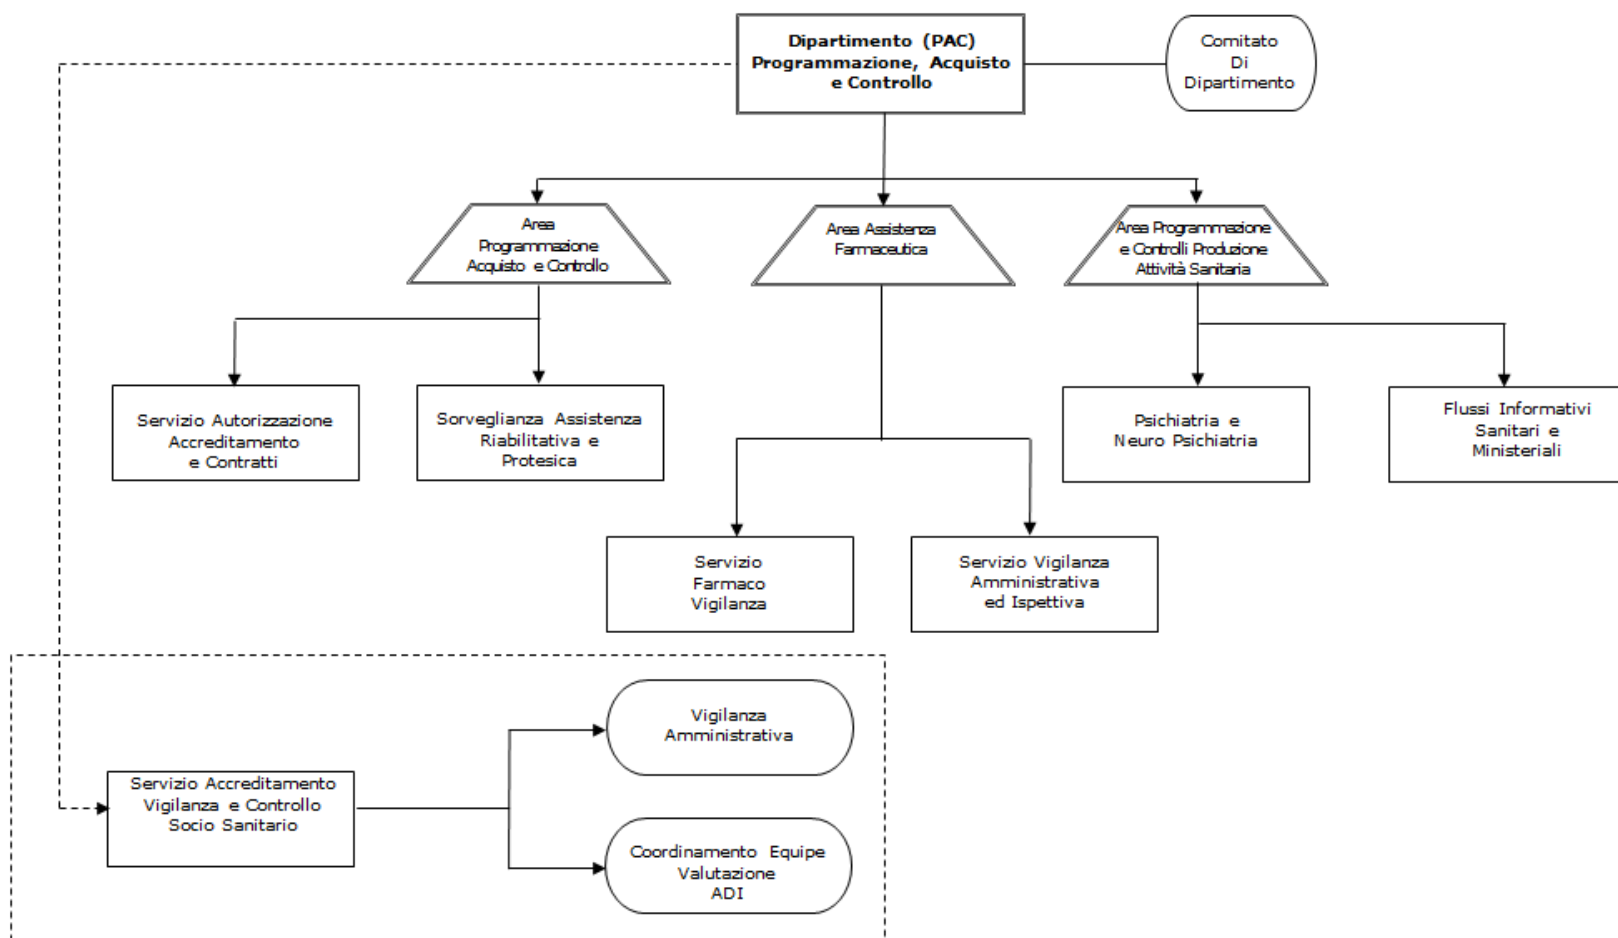 Dipartimento (PAC)
Programmazione, Acquisto
e Controllo
Comitato
Di
Dipartimento
Area
Programmazione
Acquisto e Controllo
Area Assistenza
Farmaceutica
Area Programmazione
e Controlli Produzione
Attività Sanitaria
Servizio Autorizzazione
Accreditamento
e Contratti
Sorveglianza Assistenza
Riabilitativa e
Protesica
Psichiatria e
Neuro Psichiatria
Flussi Informativi
Sanitari e
Ministeriali
Servizio
Farmaco
Vigilanza
Servizio Vigilanza
Amministrativa
ed Ispettiva
Vigilanza
Amministrativa
Servizio Accreditamento
Vigilanza e Controllo
Socio Sanitario
Coordinamento Equipe
Valutazione
ADI